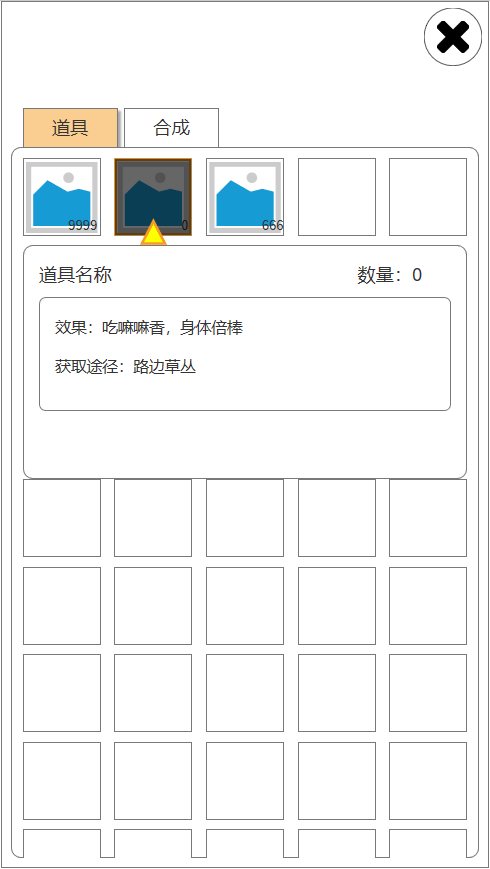 道具 合成
9999 0 666
道具名称 数量：0
效果：吃嘛嘛香，身体倍棒
获取途径：路边草丛